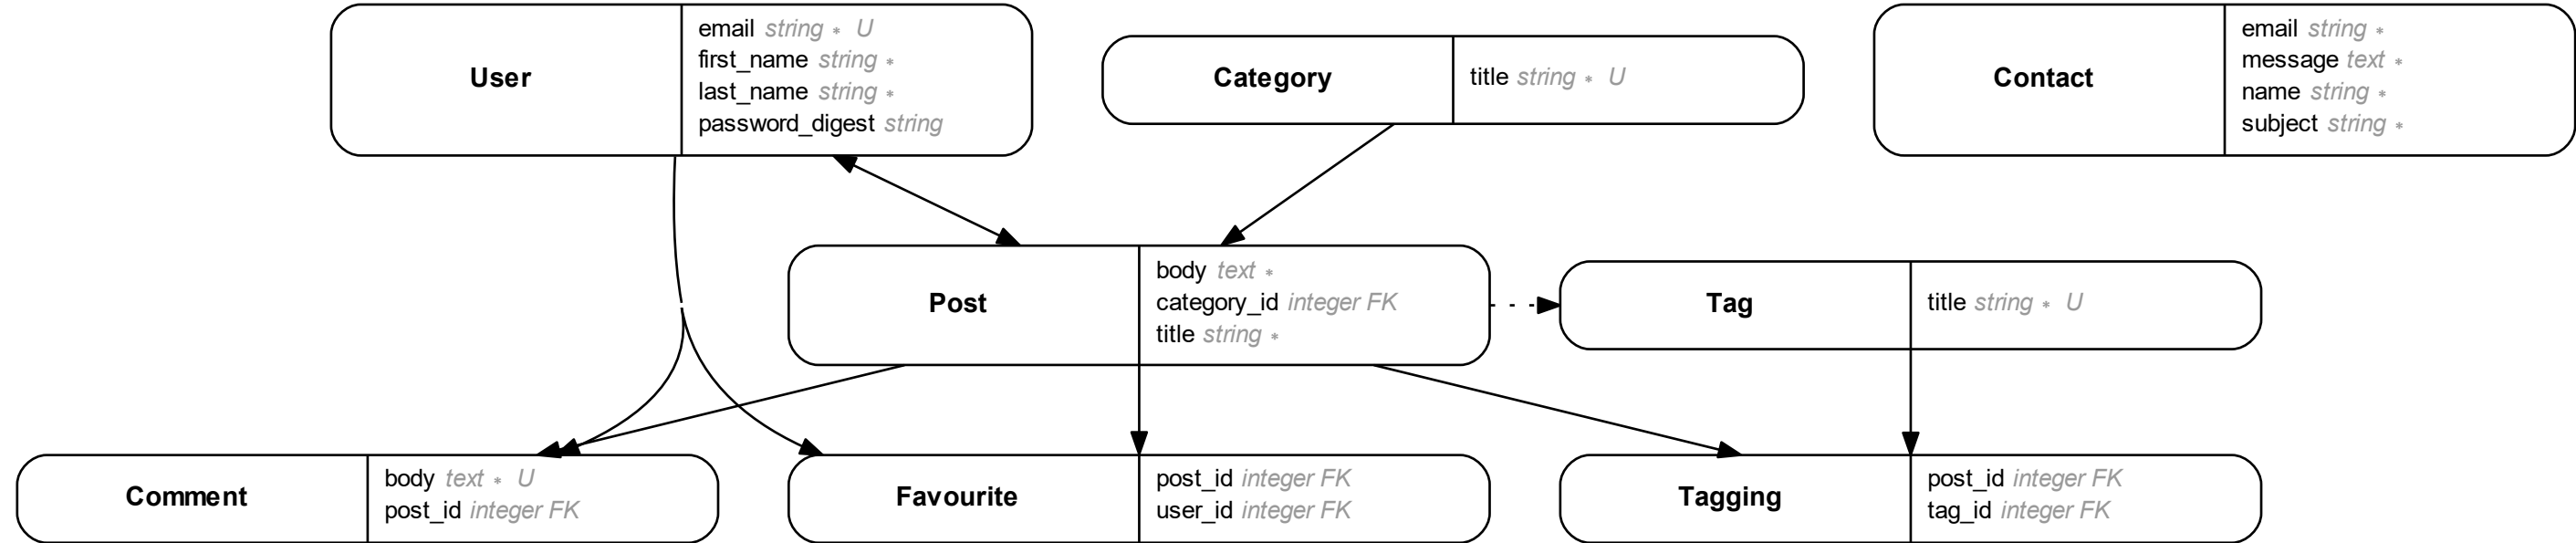 User
email string * U
first_name string *
last_name string *
password_digest string
Category
title string * U
Contact
email string *
message text *
name string *
subject string *
Post
body text *
category_id integer FK
title string *
Tag
title string * U
Comment
body text * U
post_id integer FK
Favourite
post_id integer FK
user_id integer FK
Tagging
post_id integer FK
tag_id integer FK